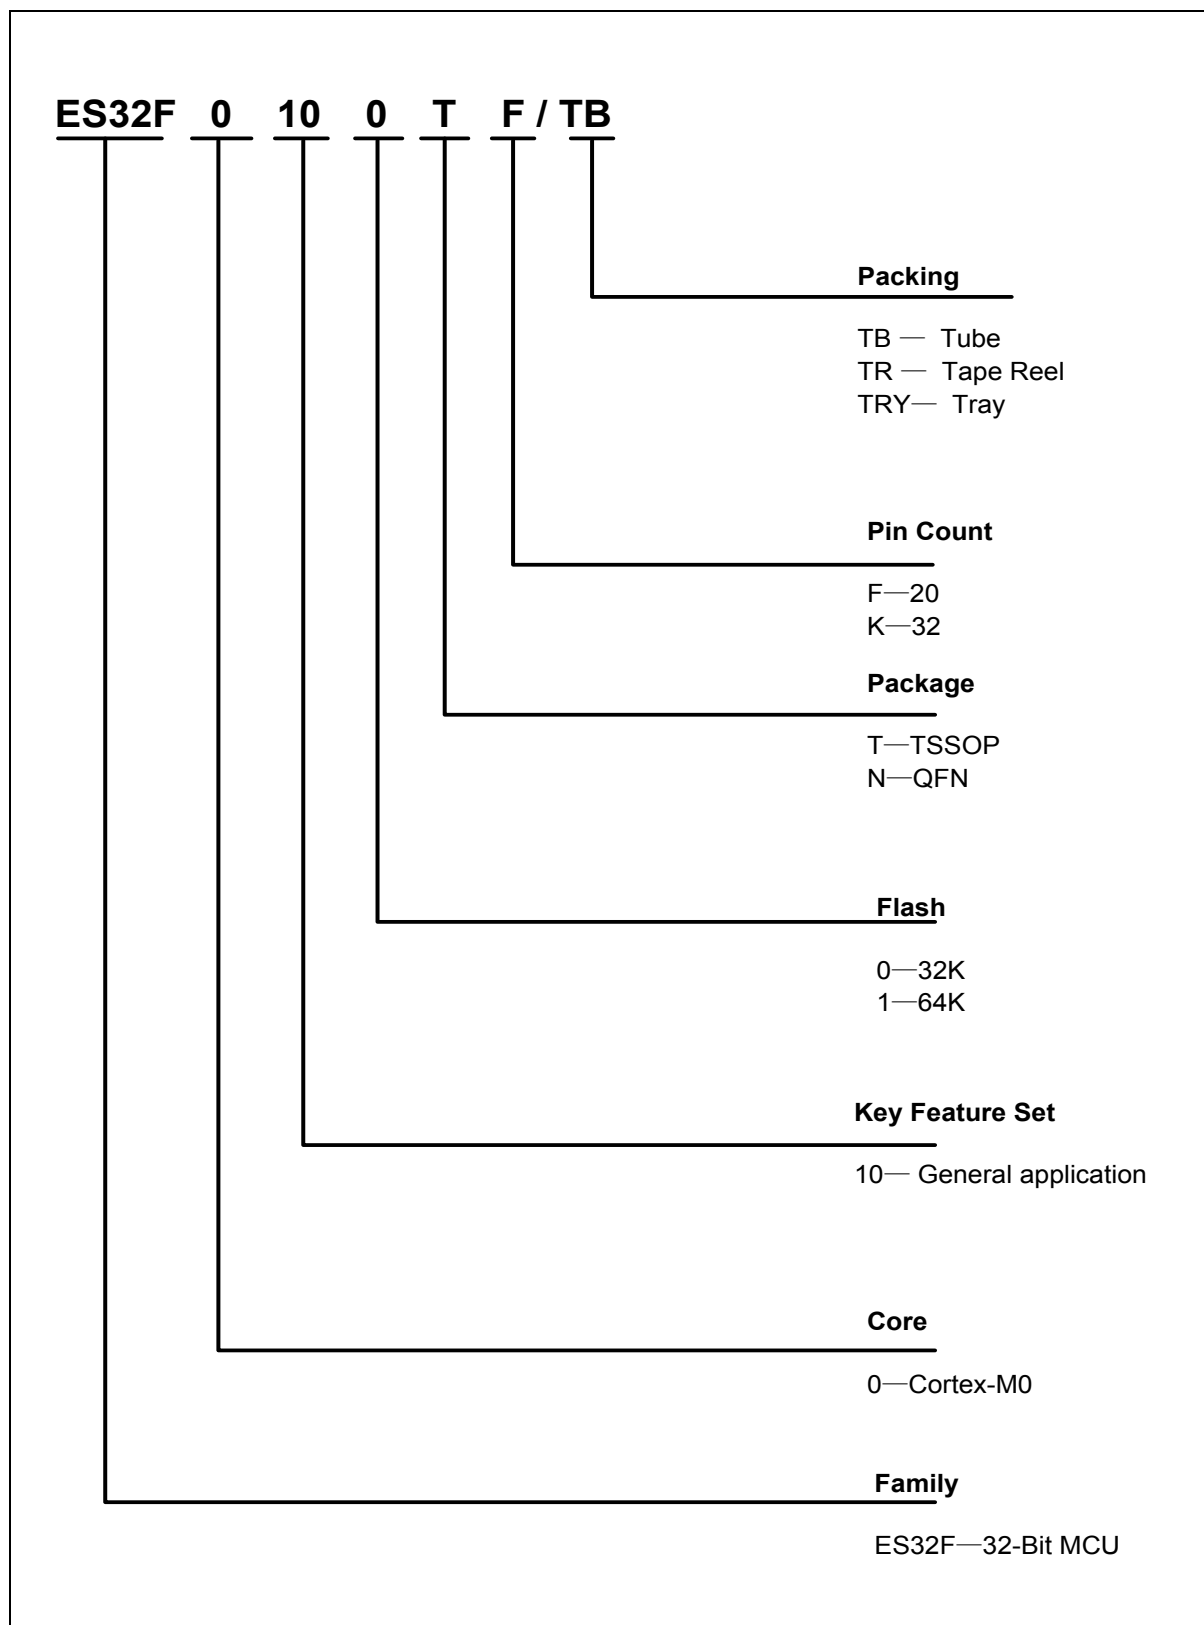 ES32F 0 10 0 T F / TB
Packing
TB — Tube
TR — Tape Reel
TRY— Tray
Pin Count
F—20
K—32
Package
T—TSSOP
N—QFN
Flash
0—32K
1—64K
Key Feature Set
10— General application
Core
0—Cortex-M0
Family
ES32F—32-Bit MCU